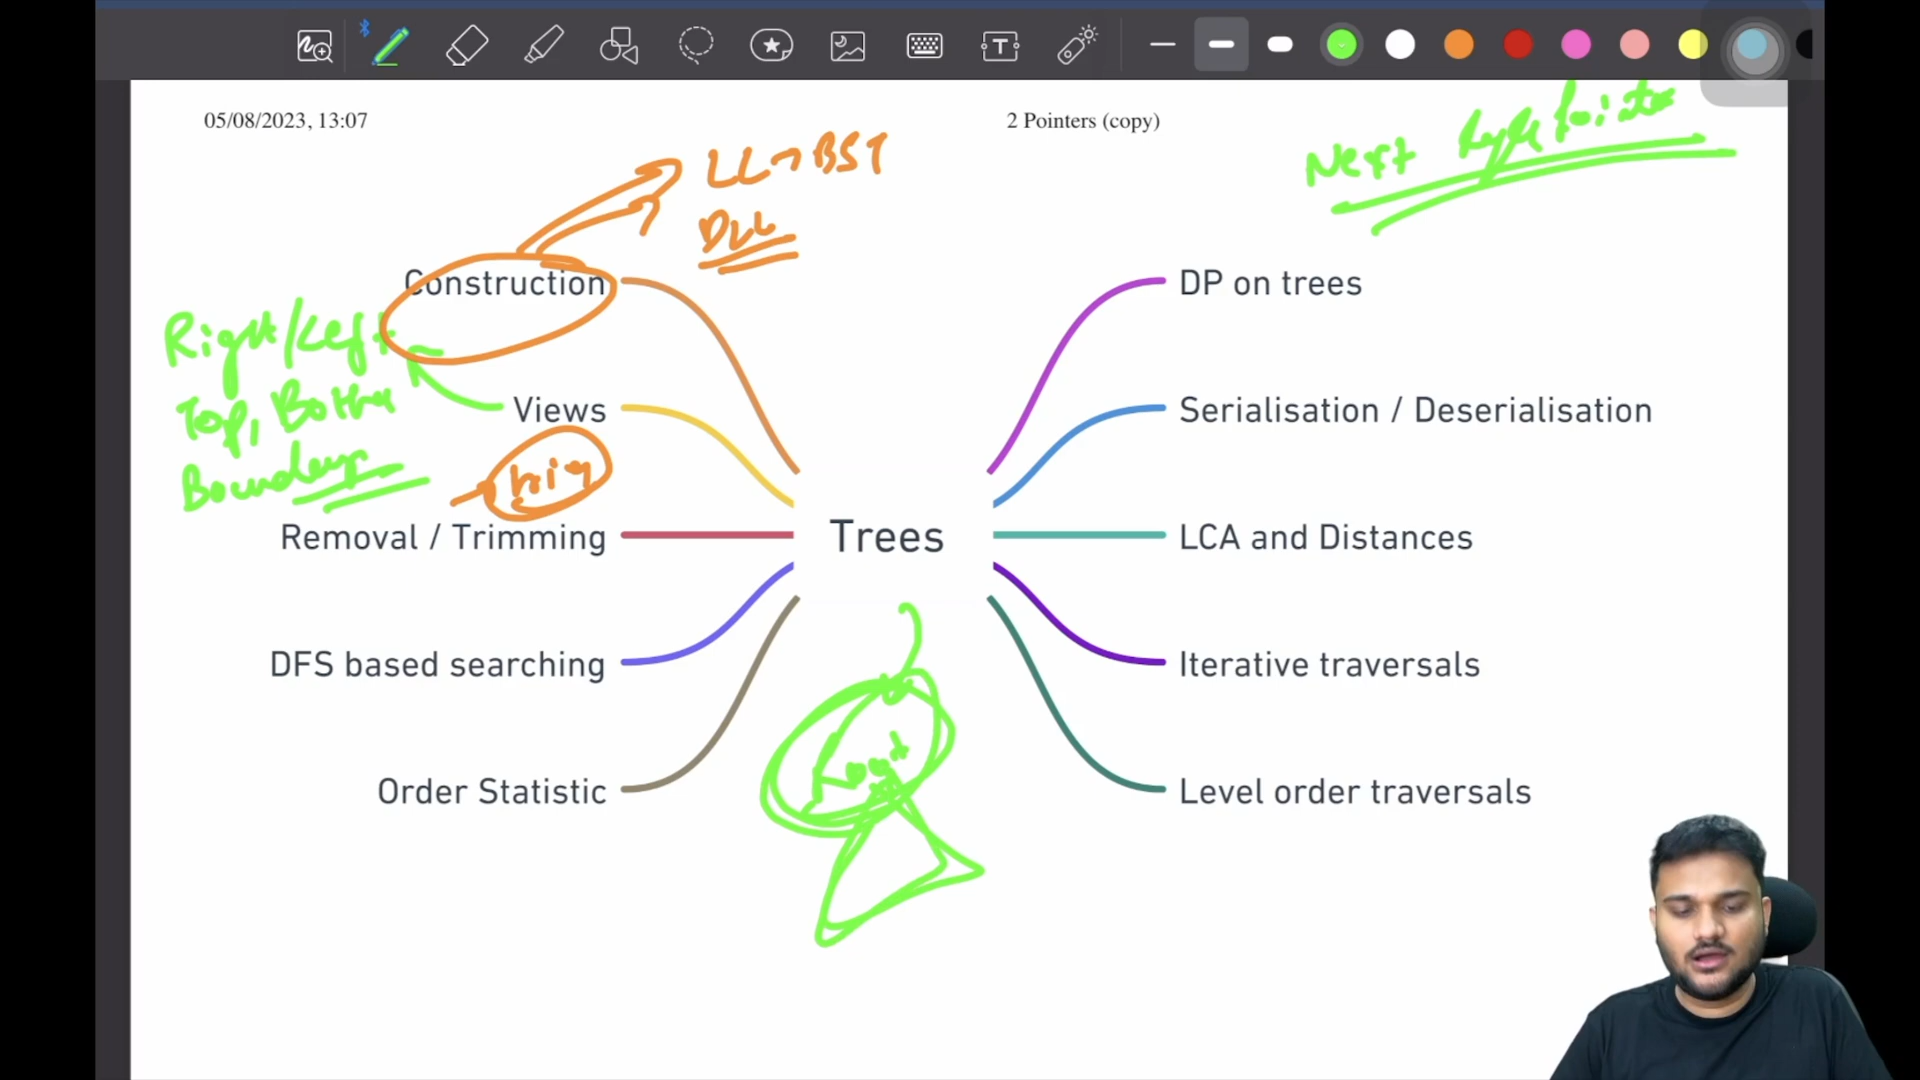 05/08/2023, 13:07
2 Pointers (copy)
Next
LL → BST
Construction
DP on trees
Right/Left
Top, Bottom
Boundary
Views
Serialisation / Deserialisation
Removal / Trimming
Trees
LCA and Distances
DFS based searching
Iterative traversals
Root
Order Statistic
Level order traversals
T